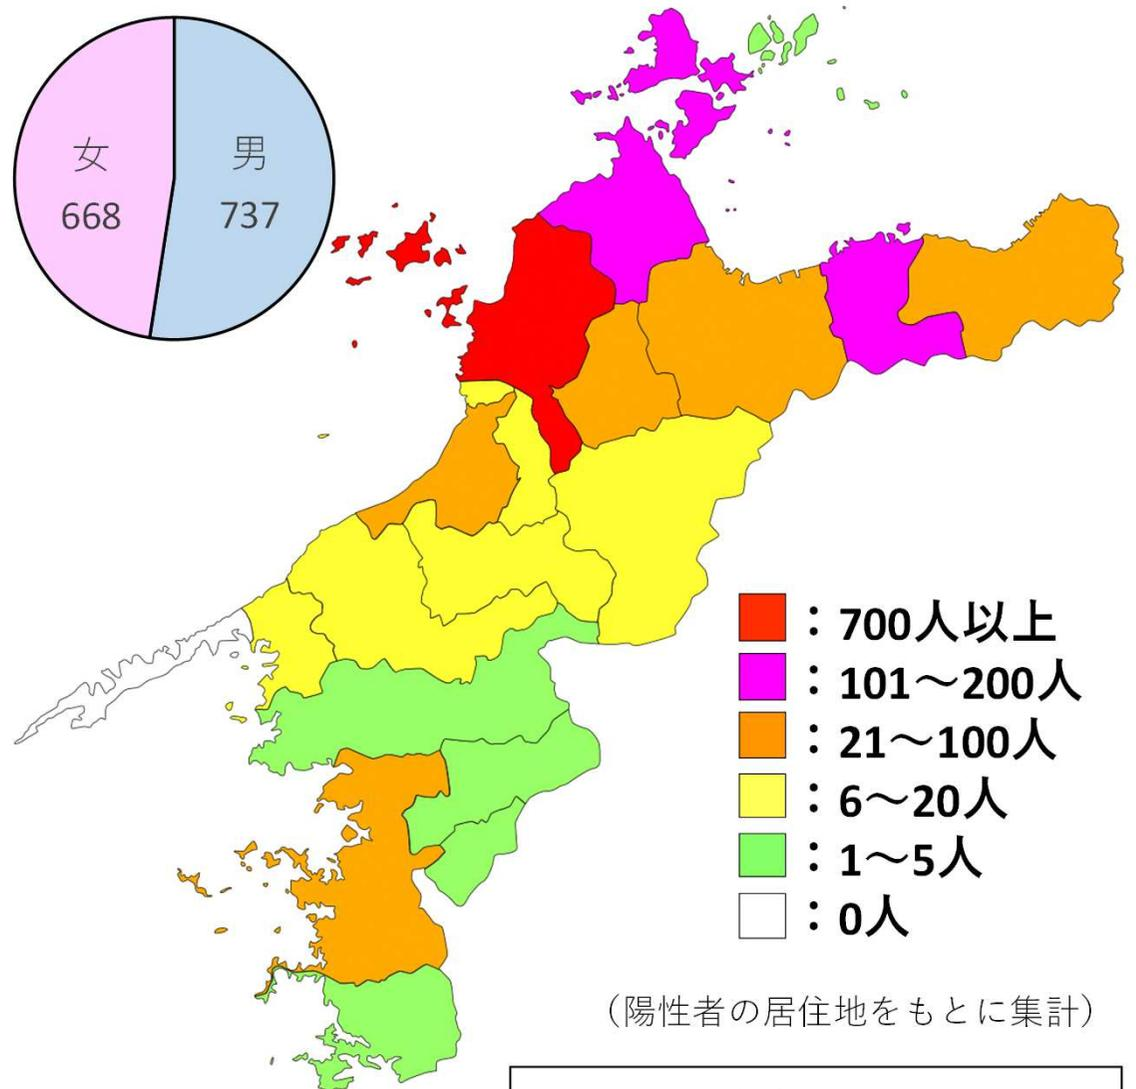 女
668
男
737
：700人以上
：101～200人
：21～100人
：6～20人
：1～5人
：0人
（陽性者の居住地をもとに集計）